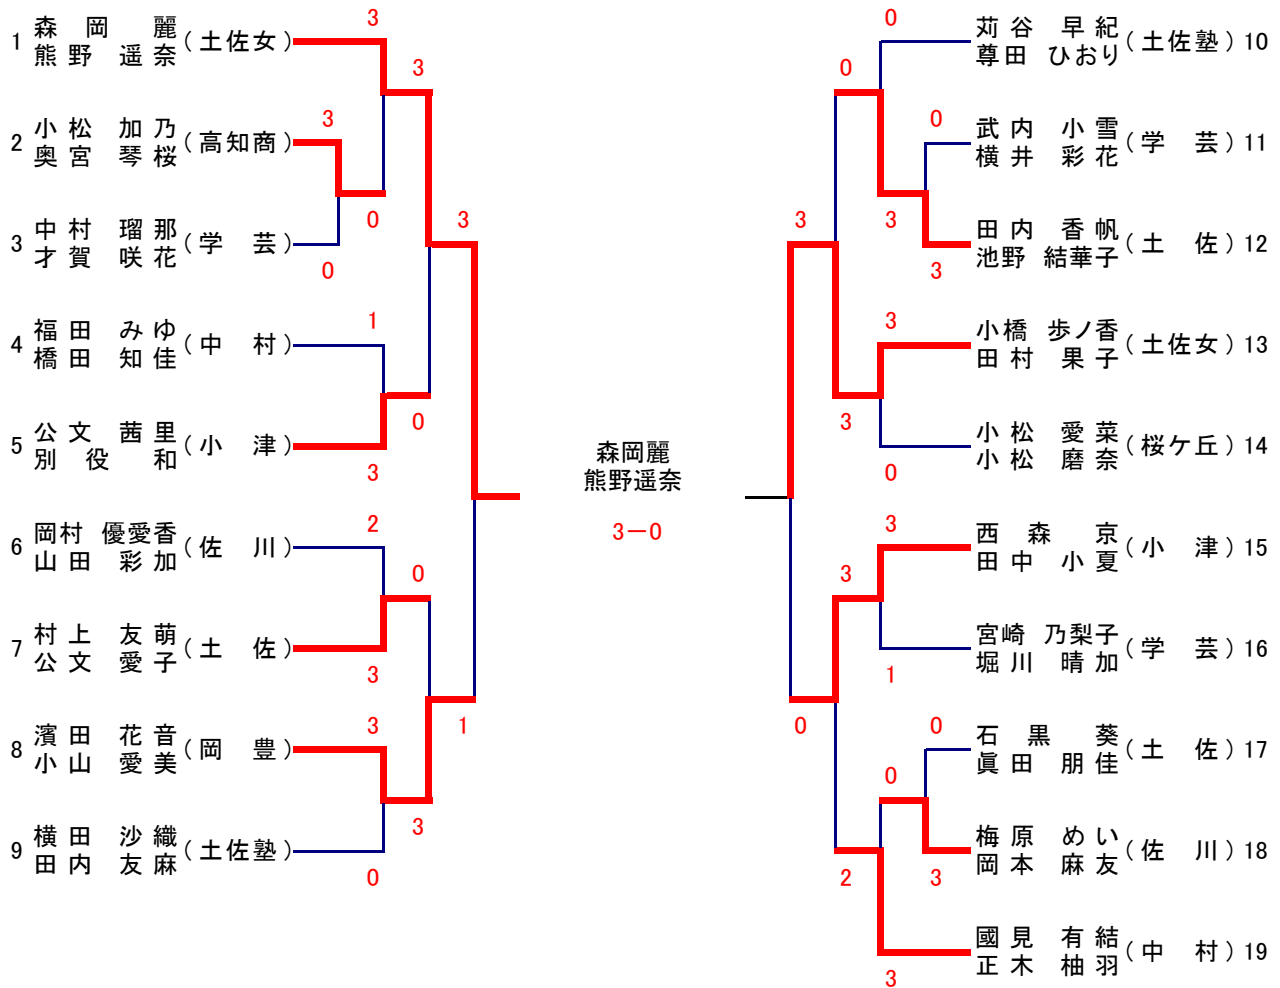 1 森岡麗 熊野遥奈 (土佐女)
2 小松加乃 奥宮琴桜 (高知商)
3 中村瑠那 才賀咲花 (学芸)
4 福田みゆ 橋田知佳 (中村)
5 公文茜里 別役和 (小津)
6 岡村優愛香 山田彩加 (佐川)
7 村上友萌 公文愛子 (土佐)
8 濱田花音 小山愛美 (岡豊)
9 横田沙織 田内友麻 (土佐塾)
3
3
3
0
0
3
1
0
3
2
0
3
3
1
3
0
森岡麗
熊野遥奈
3－0
0
0
0
3
3
3
3
3
0
3
3
1
0
0
0
2
3
3
苅谷早紀 尊田ひおり (土佐塾) 10
武内小雪 横井彩花 (学芸) 11
田内香帆 池野結華子 (土佐) 12
小橋歩ノ香 田村果子 (土佐女) 13
小松愛菜 小松磨奈 (桜ケ丘) 14
西森京 田中小夏 (小津) 15
宮崎乃梨子 堀川晴加 (学芸) 16
石黒葵 眞田朋佳 (土佐) 17
梅原めい 岡本麻友 (佐川) 18
國見有結 正木柚羽 (中村) 19